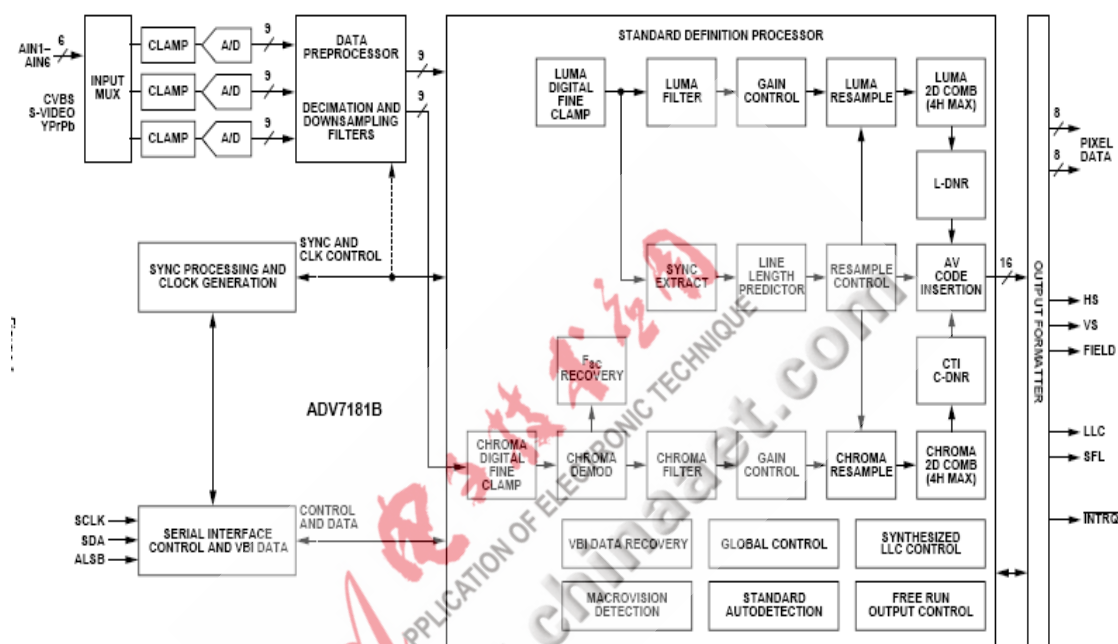 AIN1–
AIN6
6
CVBS
S-VIDEO
YPrPb
INPUT
MUX
CLAMP
A/D
9
CLAMP
A/D
9
CLAMP
A/D
9
DATA
PREPROCESSOR
DECIMATION AND
DOWNSAMPLING
FILTERS
9
9
SYNC PROCESSING AND
CLOCK GENERATION
SYNC AND
CLK CONTROL
ADV7181B
SCLK
SDA
ALSB
SERIAL INTERFACE
CONTROL AND VBI DATA
CONTROL
AND DATA
STANDARD DEFINITION PROCESSOR
LUMA
DIGITAL
FINE
CLAMP
LUMA
FILTER
GAIN
CONTROL
LUMA
RESAMPLE
LUMA
2D COMB
(4H MAX)
L-DNR
SYNC
EXTRACT
LINE
LENGTH
PREDICTOR
RESAMPLE
CONTROL
AV
CODE
INSERTION
16
FSC
RECOVERY
CTI
C-DNR
CHROMA
DIGITAL
FINE
CLAMP
CHROMA
DEMOD
CHROMA
FILTER
GAIN
CONTROL
CHROMA
RESAMPLE
CHROMA
2D COMB
(4H MAX)
VBI DATA RECOVERY
GLOBAL CONTROL
SYNTHESIZED
LLC CONTROL
MACROVISION
DETECTION
STANDARD
AUTODETECTION
FREE RUN
OUTPUT CONTROL
OUTPUT FORMATTER
8
8
PIXEL
DATA
HS
VS
FIELD
LLC
SFL
INTRQ
APPLICATION OF ELECTRONIC TECHNIQUE
chinaaet.com